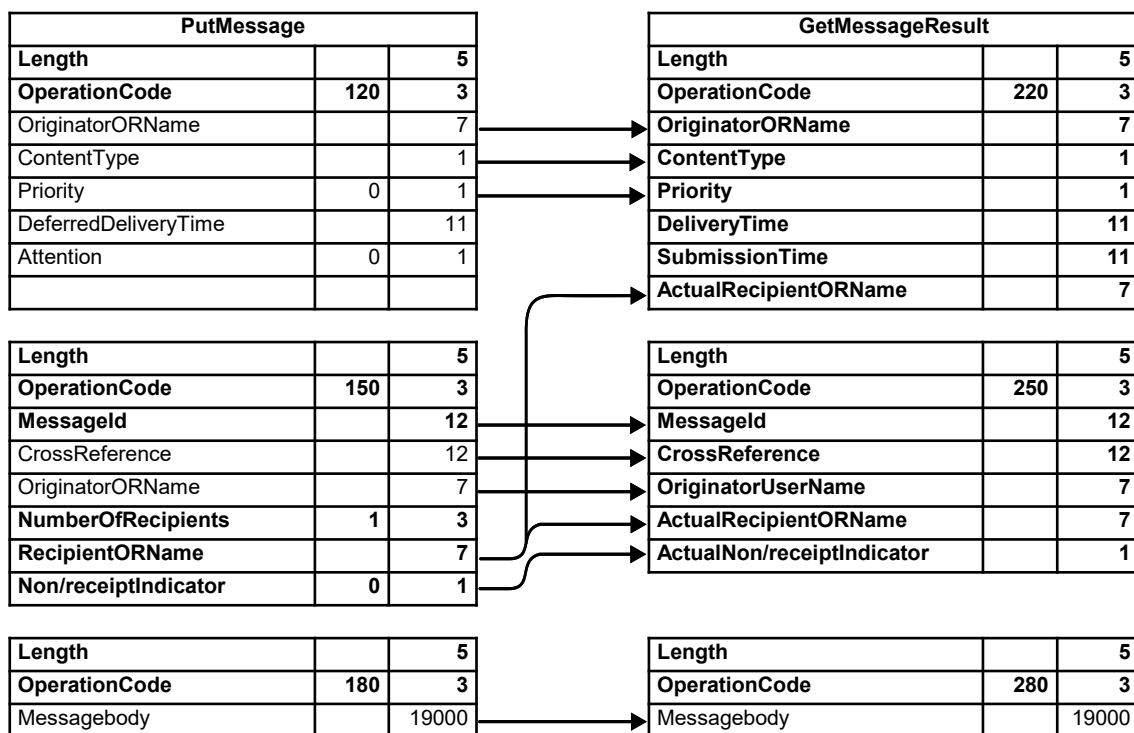 PutMessage
Length 5
OperationCode 120 3
OriginatorORName 7
ContentType 1
Priority 0 1
DeferredDeliveryTime 11
Attention 0 1
Length 5
OperationCode 150 3
MessageId 12
CrossReference 12
OriginatorORName 7
NumberOfRecipients 1 3
RecipientORName 7
Non/receiptIndicator 0 1
Length 5
OperationCode 180 3
Messagebody 19000
GetMessageResult
Length 5
OperationCode 220 3
OriginatorORName 7
ContentType 1
Priority 1
DeliveryTime 11
SubmissionTime 11
ActualRecipientORName 7
Length 5
OperationCode 250 3
MessageId 12
CrossReference 12
OriginatorUserName 7
ActualRecipientORName 7
ActualNon/receiptIndicator 1
Length 5
OperationCode 280 3
Messagebody 19000